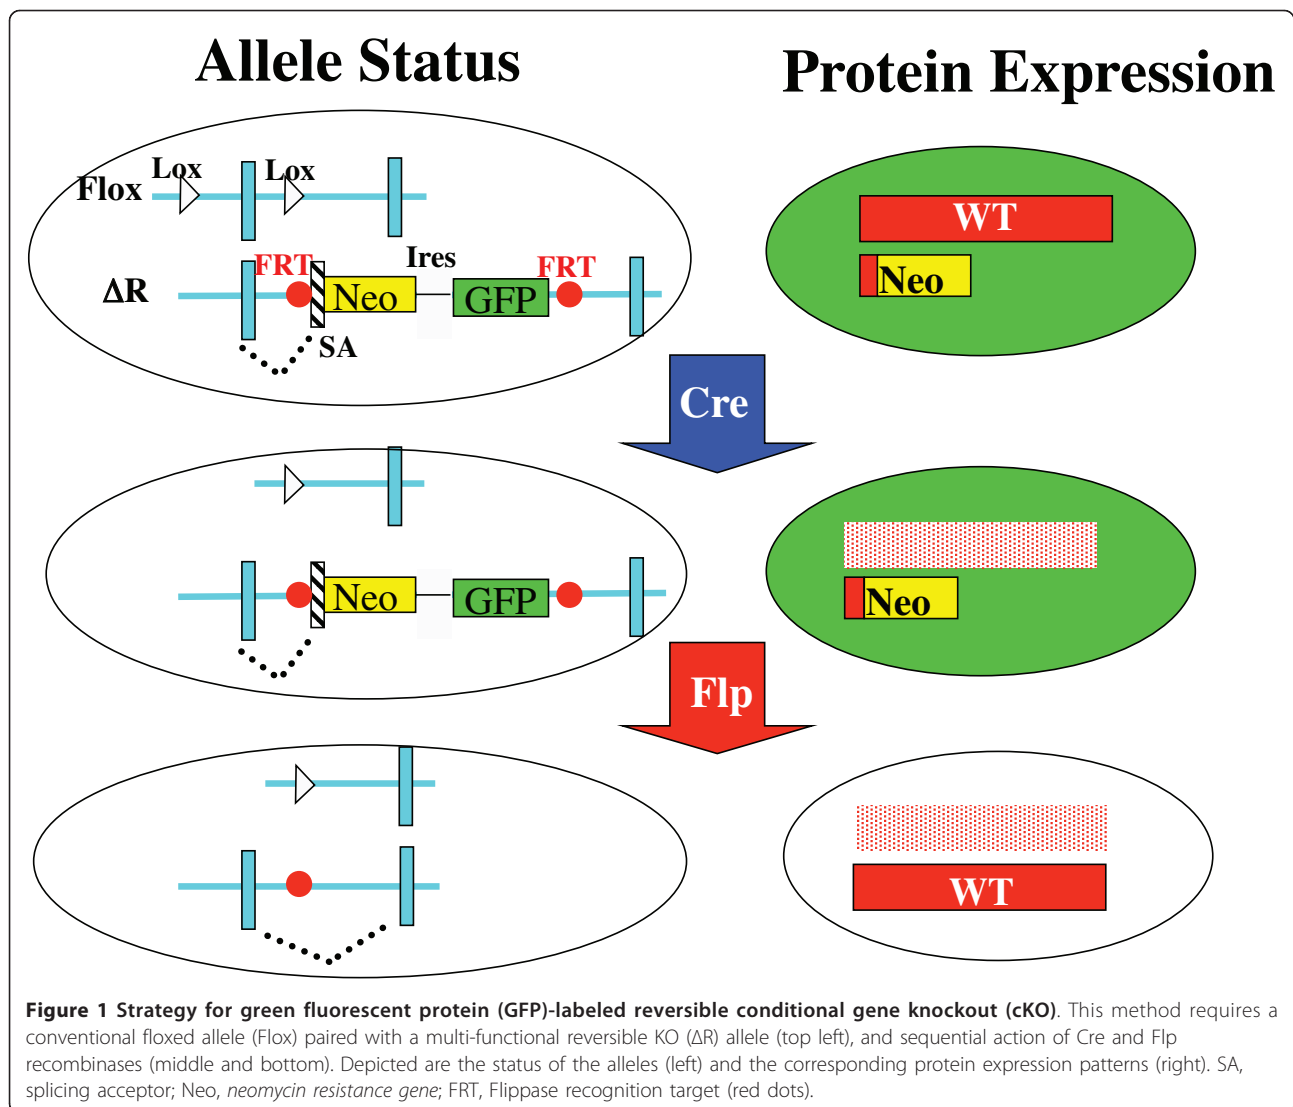 Allele Status
Protein Expression
Lox
Lox
Flox
WT
FRT
Ires
FRT
ΔR
Neo
GFP
Neo
SA
Cre
Neo
GFP
Neo
Flp
WT
Figure 1 Strategy for green fluorescent protein (GFP)-labeled reversible conditional gene knockout (cKO). This method requires a
conventional floxed allele (Flox) paired with a multi-functional reversible KO (ΔR) allele (top left), and sequential action of Cre and Flp
recombinases (middle and bottom). Depicted are the status of the alleles (left) and the corresponding protein expression patterns (right). SA,
splicing acceptor; Neo, neomycin resistance gene; FRT, Flippase recognition target (red dots).